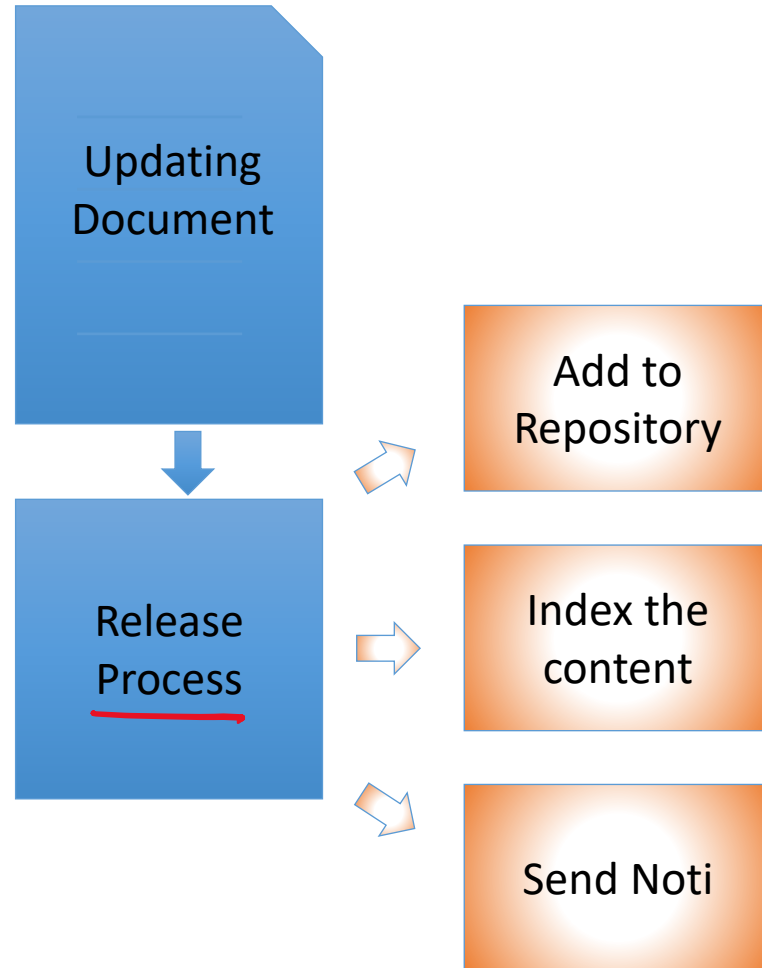 Updating
Document
Release
Process
Add to
Repository
Index the
content
Send Noti